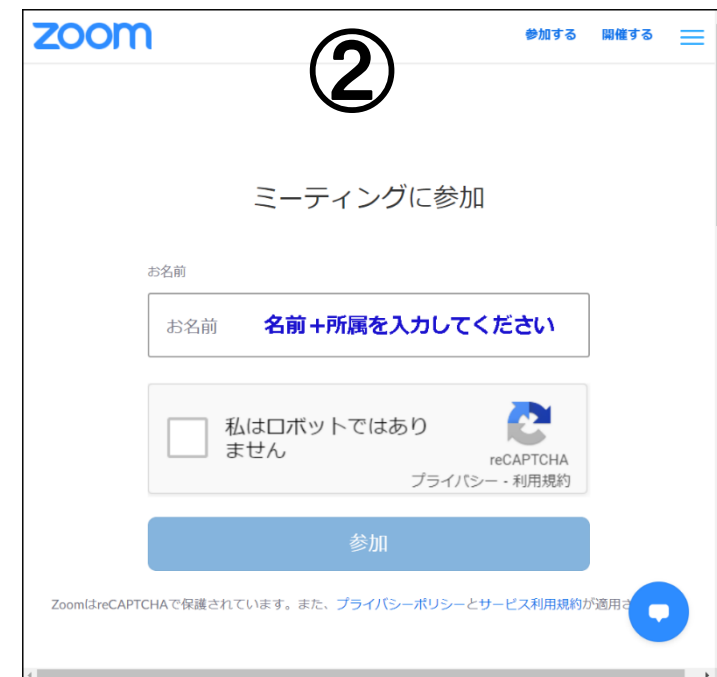 zoom
参加する 開催する
②
ミーティングに参加
お名前
お名前 名前+所属を入力してください
私はロボットではあり
ません
reCAPTCHA
プライバシー - 利用規約
参加
ZoomはreCAPTCHAで保護されています。また、プライバシーポリシーとサービス利用規約が適用さ